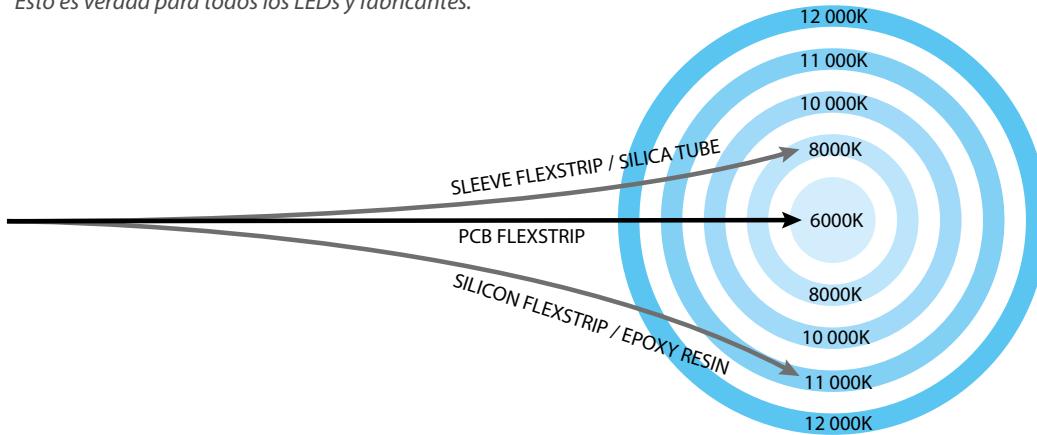 Esto es verdad para todos los LEDs y fabricantes.
12 000K
11 000K
10 000K
8000K
SLEEVE FLEXSTRIP / SILICA TUBE
6000K
PCB FLEXSTRIP
SILICON FLEXSTRIP / EPOXY RESIN
8000K
10 000K
11 000K
12 000K